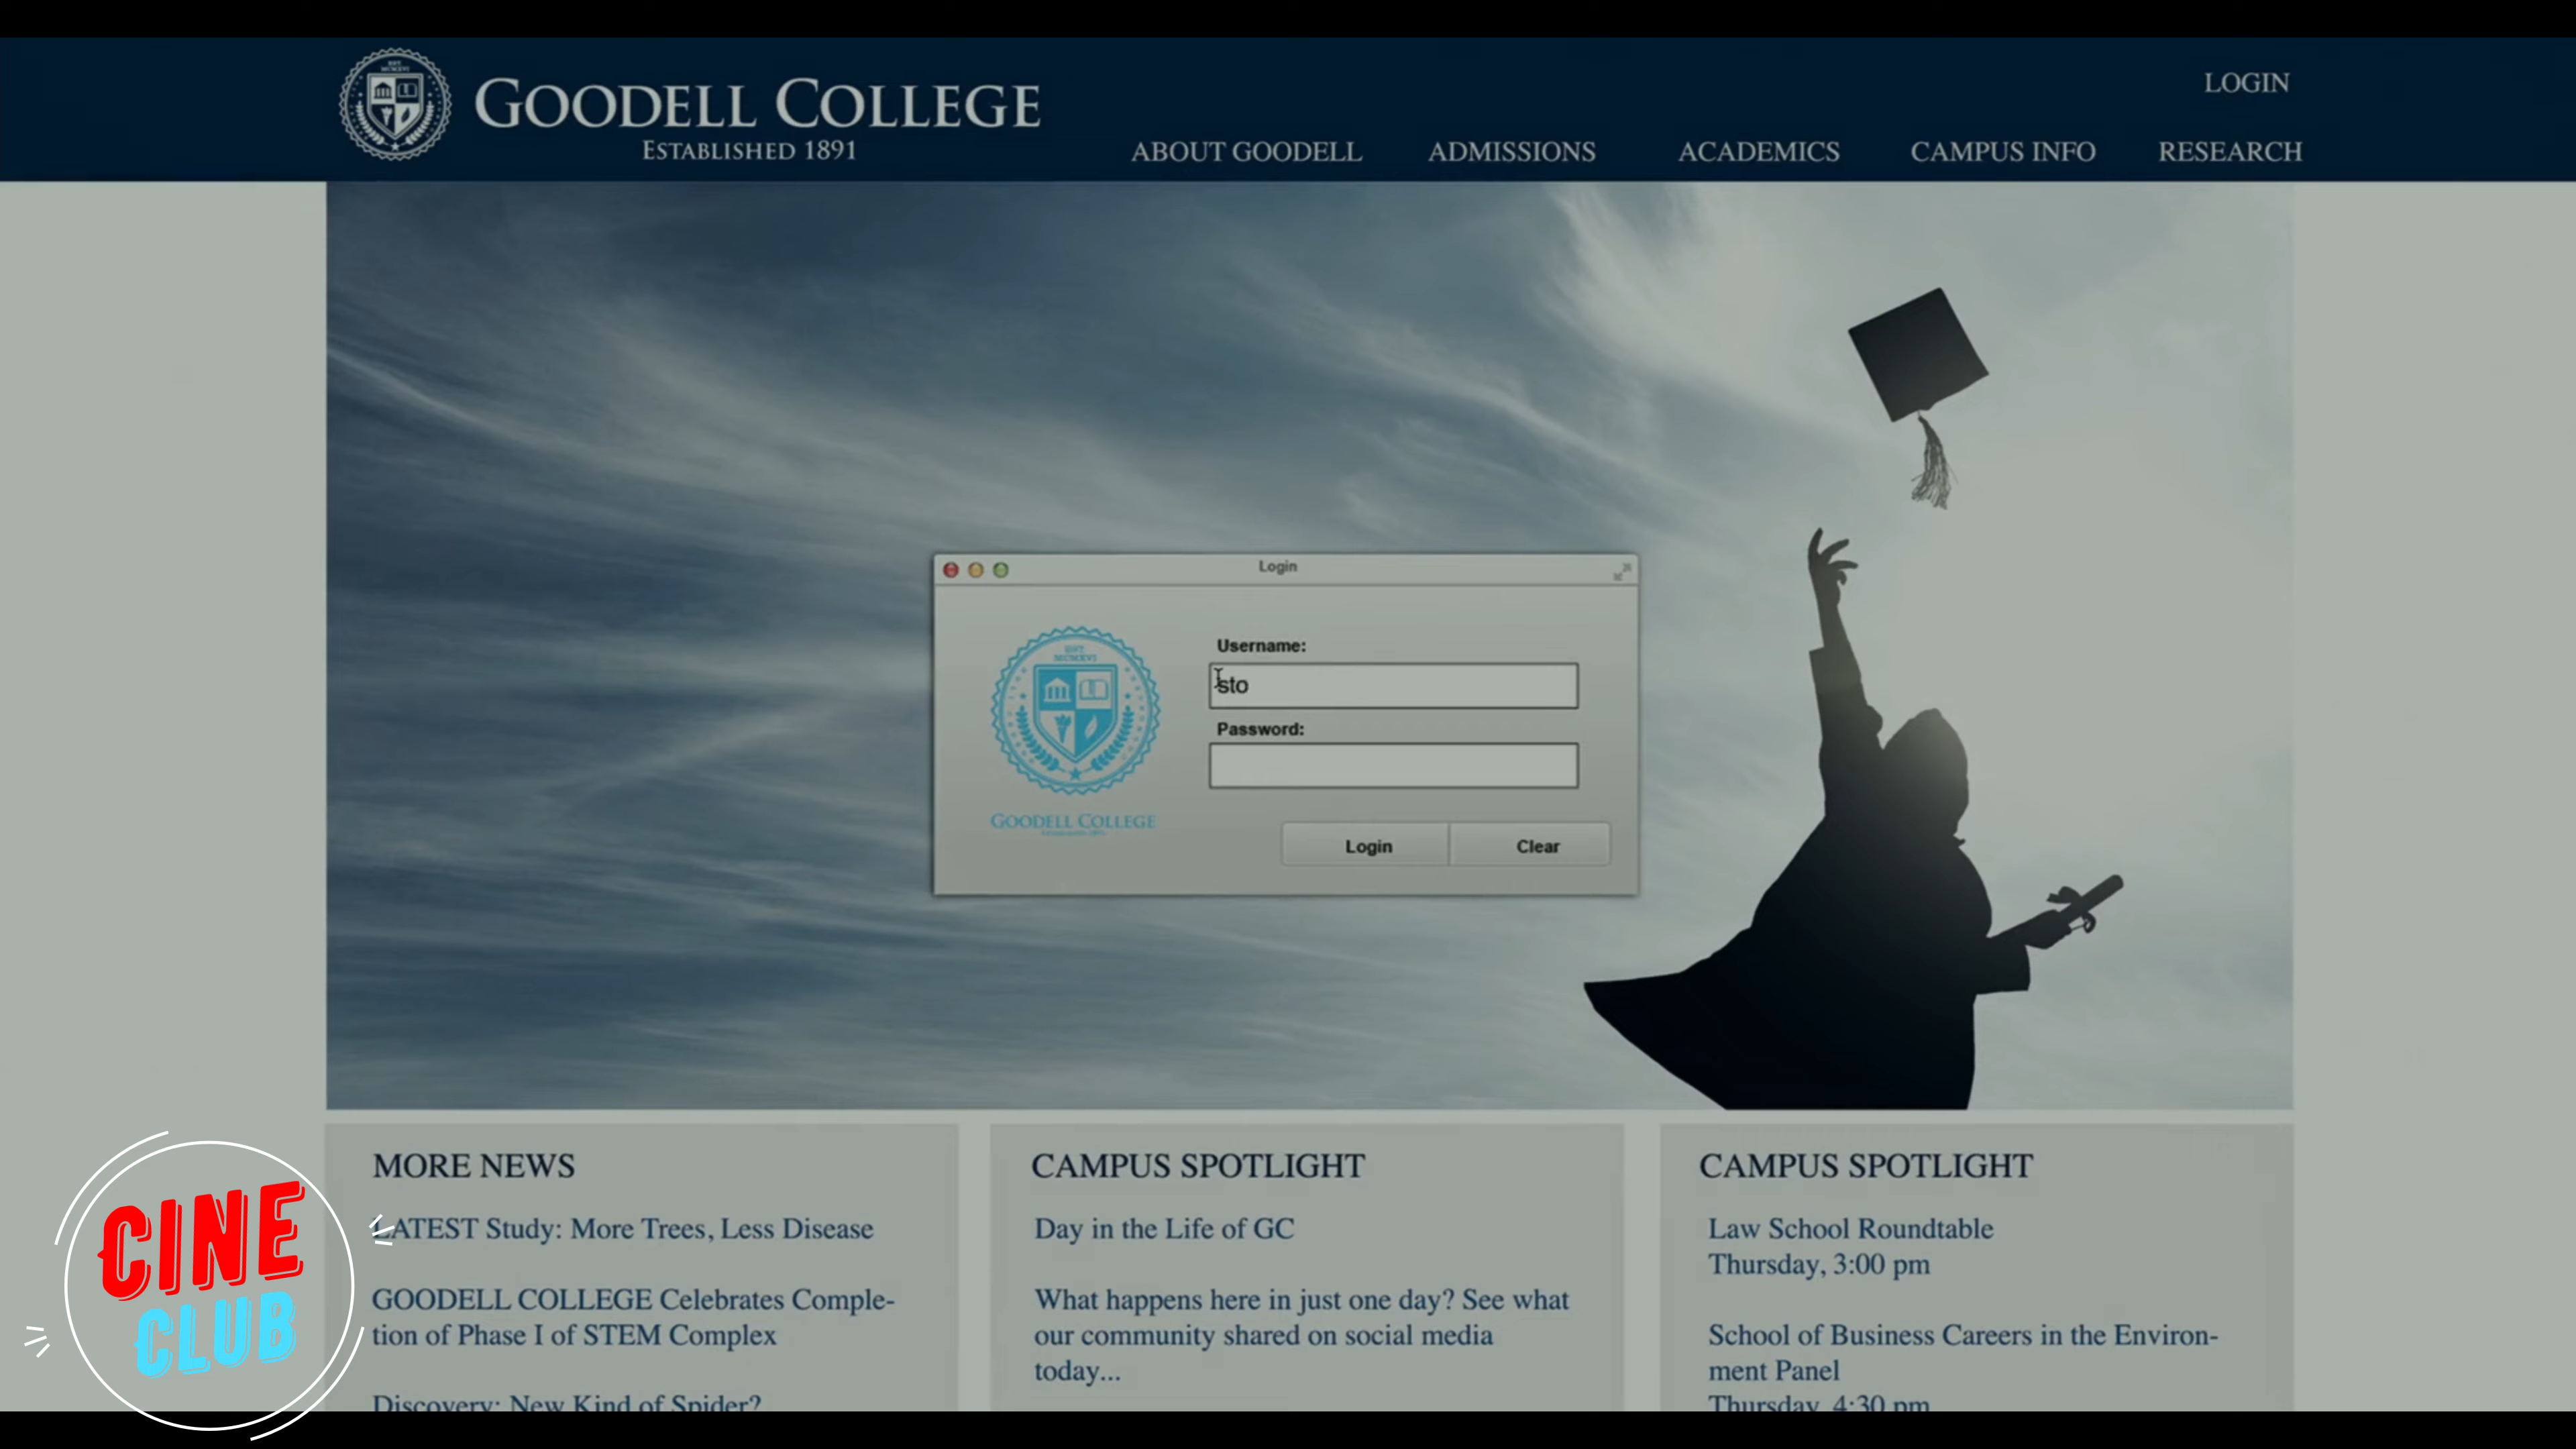 GOODELL COLLEGE
ESTABLISHED 1891
LOGIN
ABOUT GOODELL ADMISSIONS ACADEMICS CAMPUS INFO RESEARCH
Login
Username:
sto
Password:
GOODELL COLLEGE
Login Clear
MORE NEWS
LATEST Study: More Trees, Less Disease
GOODELL COLLEGE Celebrates Comple-
tion of Phase I of STEM Complex
Discovery: New Kind of Spider?
CAMPUS SPOTLIGHT
Day in the Life of GC
What happens here in just one day? See what
our community shared on social media
today...
CAMPUS SPOTLIGHT
Law School Roundtable
Thursday, 3:00 pm
School of Business Careers in the Environ-
ment Panel
Thursday, 4:30 pm
CINE
CLUB